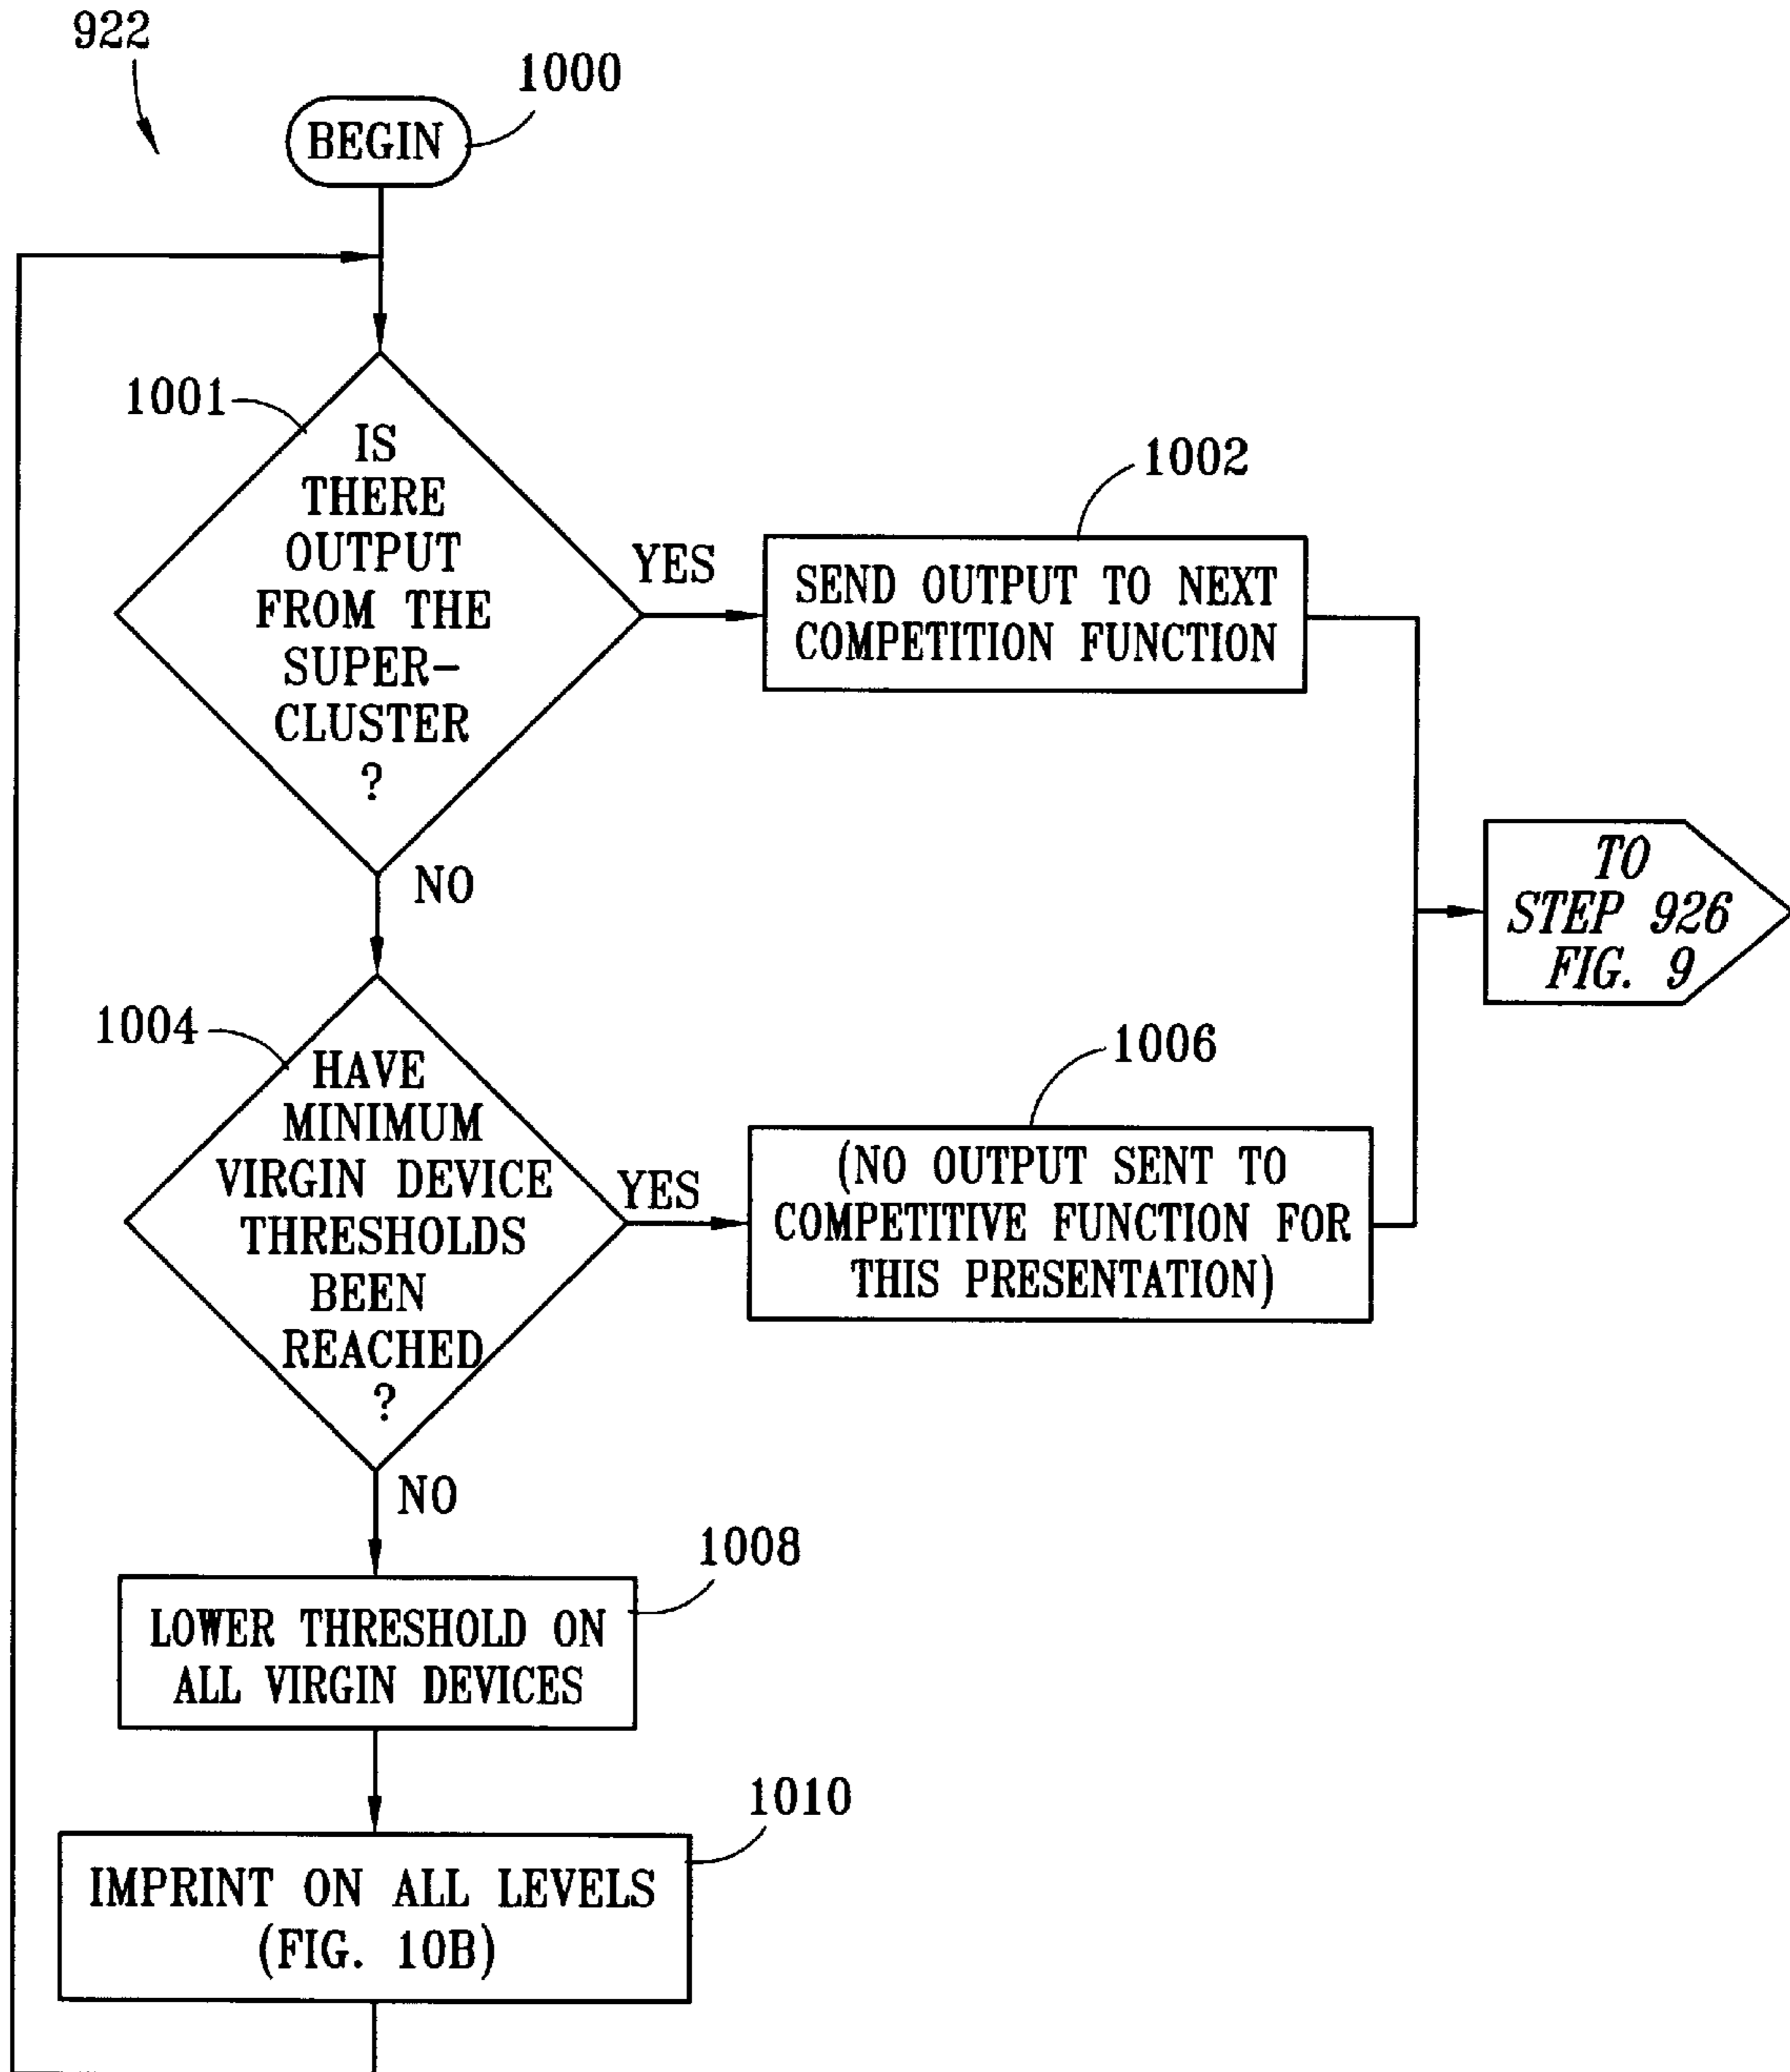 922
1000
BEGIN
1001
IS
THERE
OUTPUT
FROM THE
SUPER-
CLUSTER
?
YES
1002
SEND OUTPUT TO NEXT
COMPETITION FUNCTION
NO
TO
STEP 926
FIG. 9
1004
HAVE
MINIMUM
VIRGIN DEVICE
THRESHOLDS
BEEN
REACHED
?
YES
1006
(NO OUTPUT SENT TO
COMPETITIVE FUNCTION FOR
THIS PRESENTATION)
NO
1008
LOWER THRESHOLD ON
ALL VIRGIN DEVICES
1010
IMPRINT ON ALL LEVELS
(FIG. 10B)